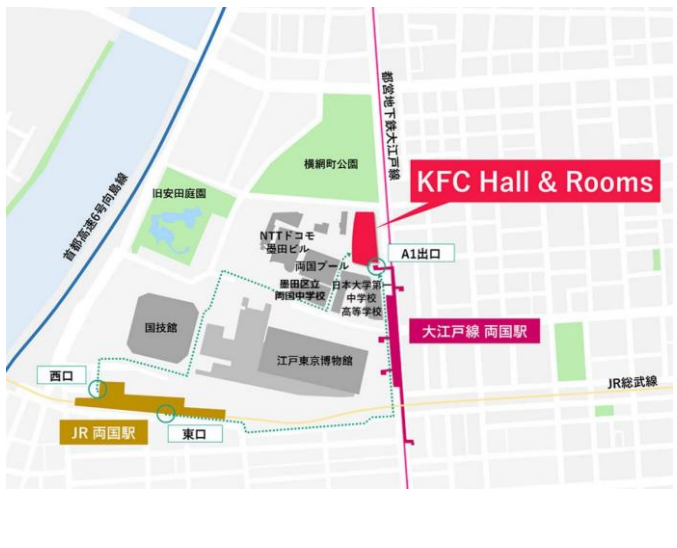 都営地下鉄大江戸線
横網町公園
KFC Hall & Rooms
旧安田庭園
首都高速6号向島線
NTTドコモ
墨田ビル
A1出口
両国プール
墨田区立
両国中学校
日本大学第一
中学校
高等学校
国技館
大江戸線 両国駅
江戸東京博物館
西口
JR総武線
JR 両国駅
東口